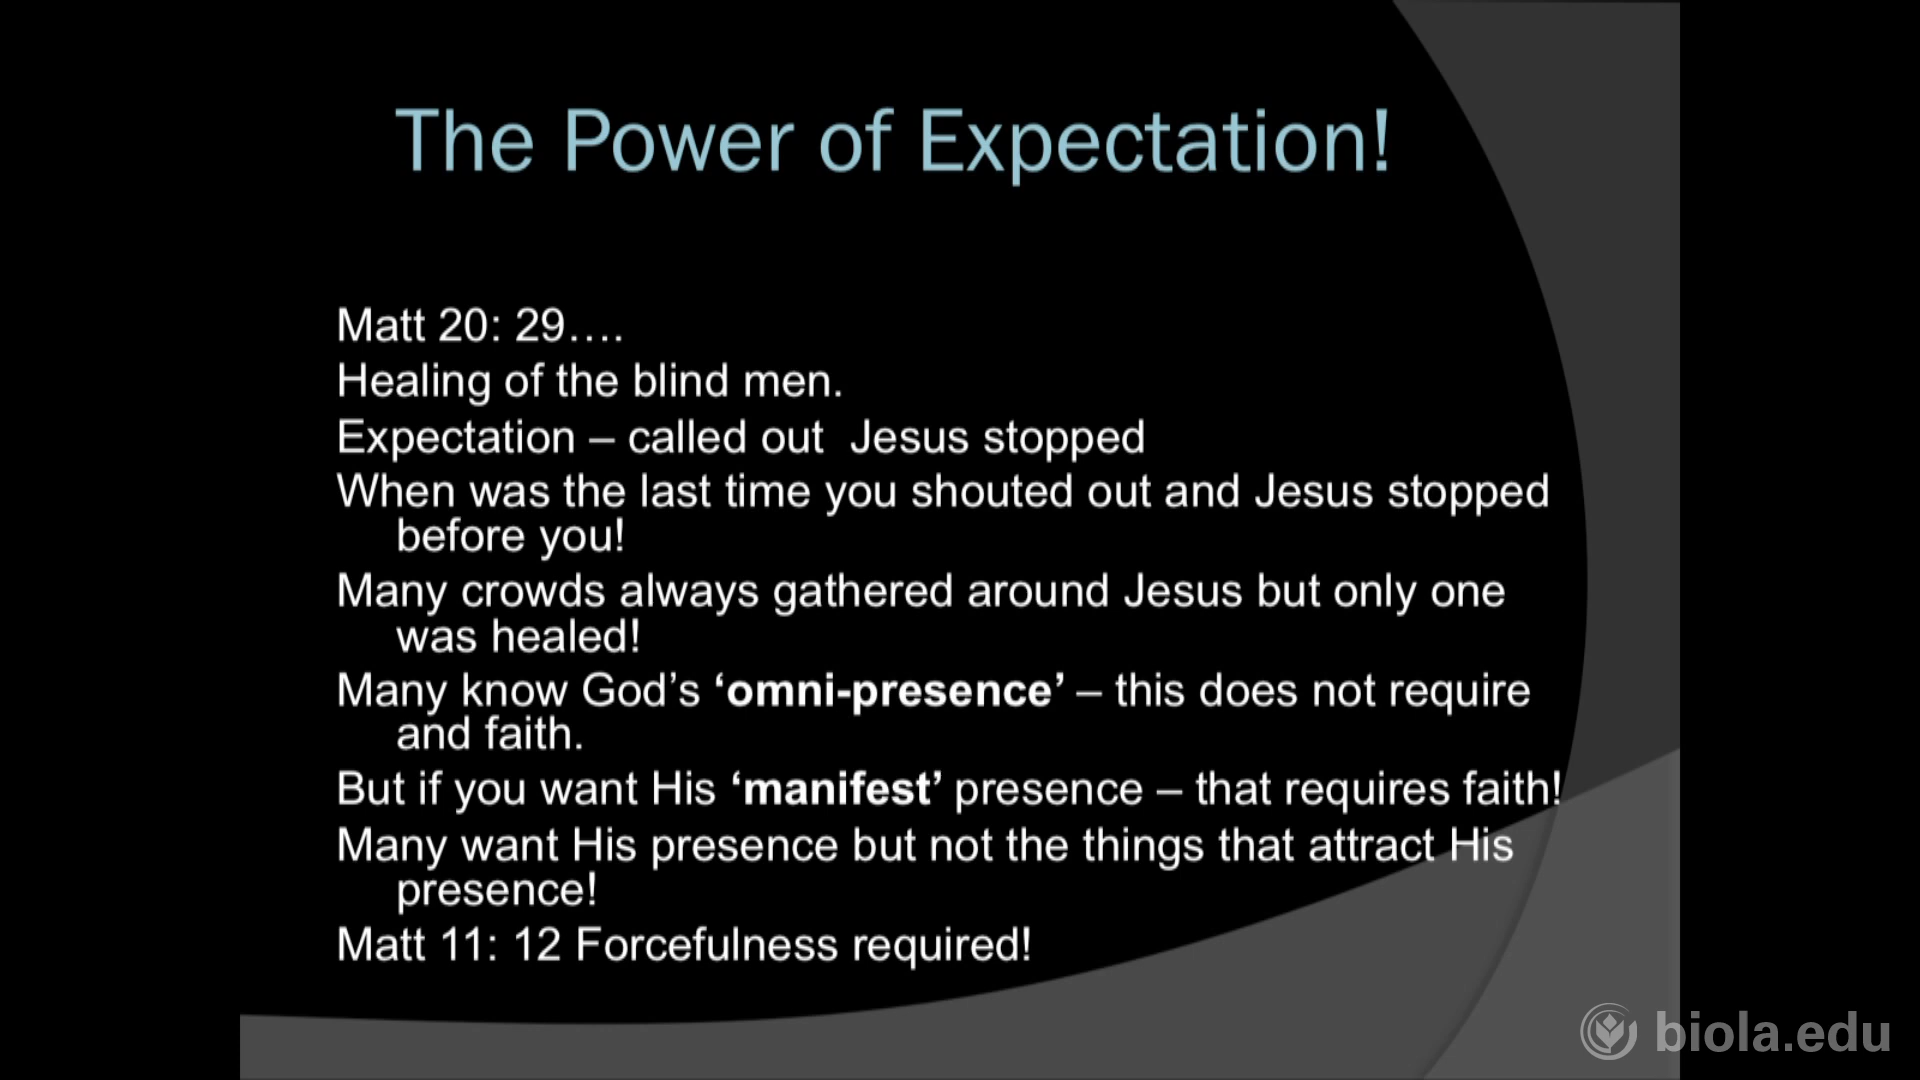 The Power of Expectation!
Matt 20: 29....
Healing of the blind men.
Expectation – called out  Jesus stopped
When was the last time you shouted out and Jesus stopped
before you!
Many crowds always gathered around Jesus but only one
was healed!
Many know God’s ‘omni-presence’ – this does not require
and faith.
But if you want His ‘manifest’ presence – that requires faith!
Many want His presence but not the things that attract His
presence!
Matt 11: 12 Forcefulness required!
biola.edu